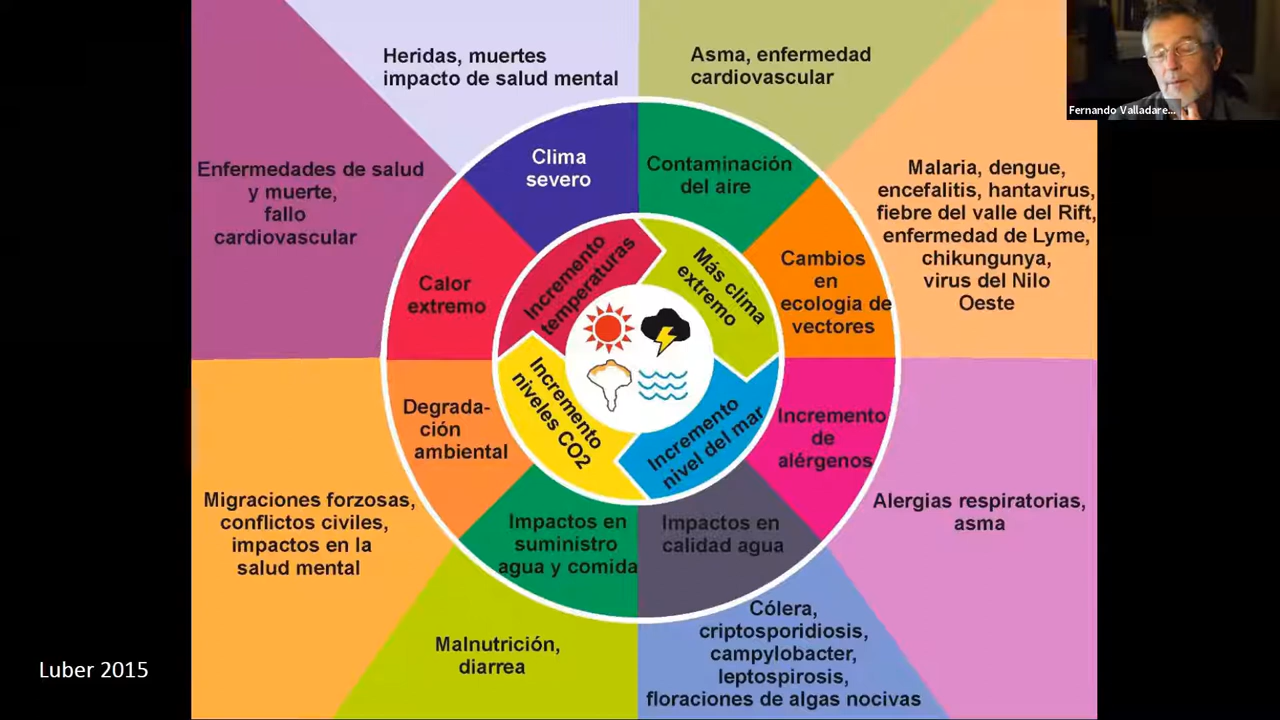 Heridas, muertes
impacto de salud mental
Asma, enfermedad
cardiovascular
Fernando Valladare...
Enfermedades de salud
y muerte,
fallo
cardiovascular
Clima
severo
Contaminación
del aire
Malaria, dengue,
encefalitis, hantavirus,
fiebre del valle del Rift,
enfermedad de Lyme,
chikungunya,
virus del Nilo
Oeste
Calor
extremo
Incremento
temperaturas
Más clima
extremo
Cambios
en
ecologia de
vectores
Degrada-
ción
ambiental
Incremento
niveles CO2
Incremento
nivel del mar
Incremento
de
alérgenos
Migraciones forzosas,
conflictos civiles,
impactos en la
salud mental
Impactos en
suministro
agua y comida
Impactos en
calidad agua
Alergias respiratorias,
asma
Malnutrición,
diarrea
Cólera,
criptosporidiosis,
campylobacter,
leptospirosis,
floraciones de algas nocivas
Luber 2015